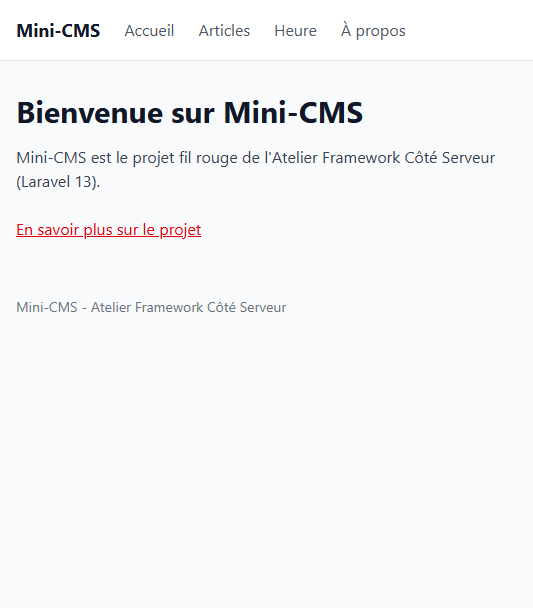 Mini-CMS Accueil Articles Heure À propos
Bienvenue sur Mini-CMS
Mini-CMS est le projet fil rouge de l'Atelier Framework Côté Serveur
(Laravel 13).
En savoir plus sur le projet
Mini-CMS - Atelier Framework Côté Serveur